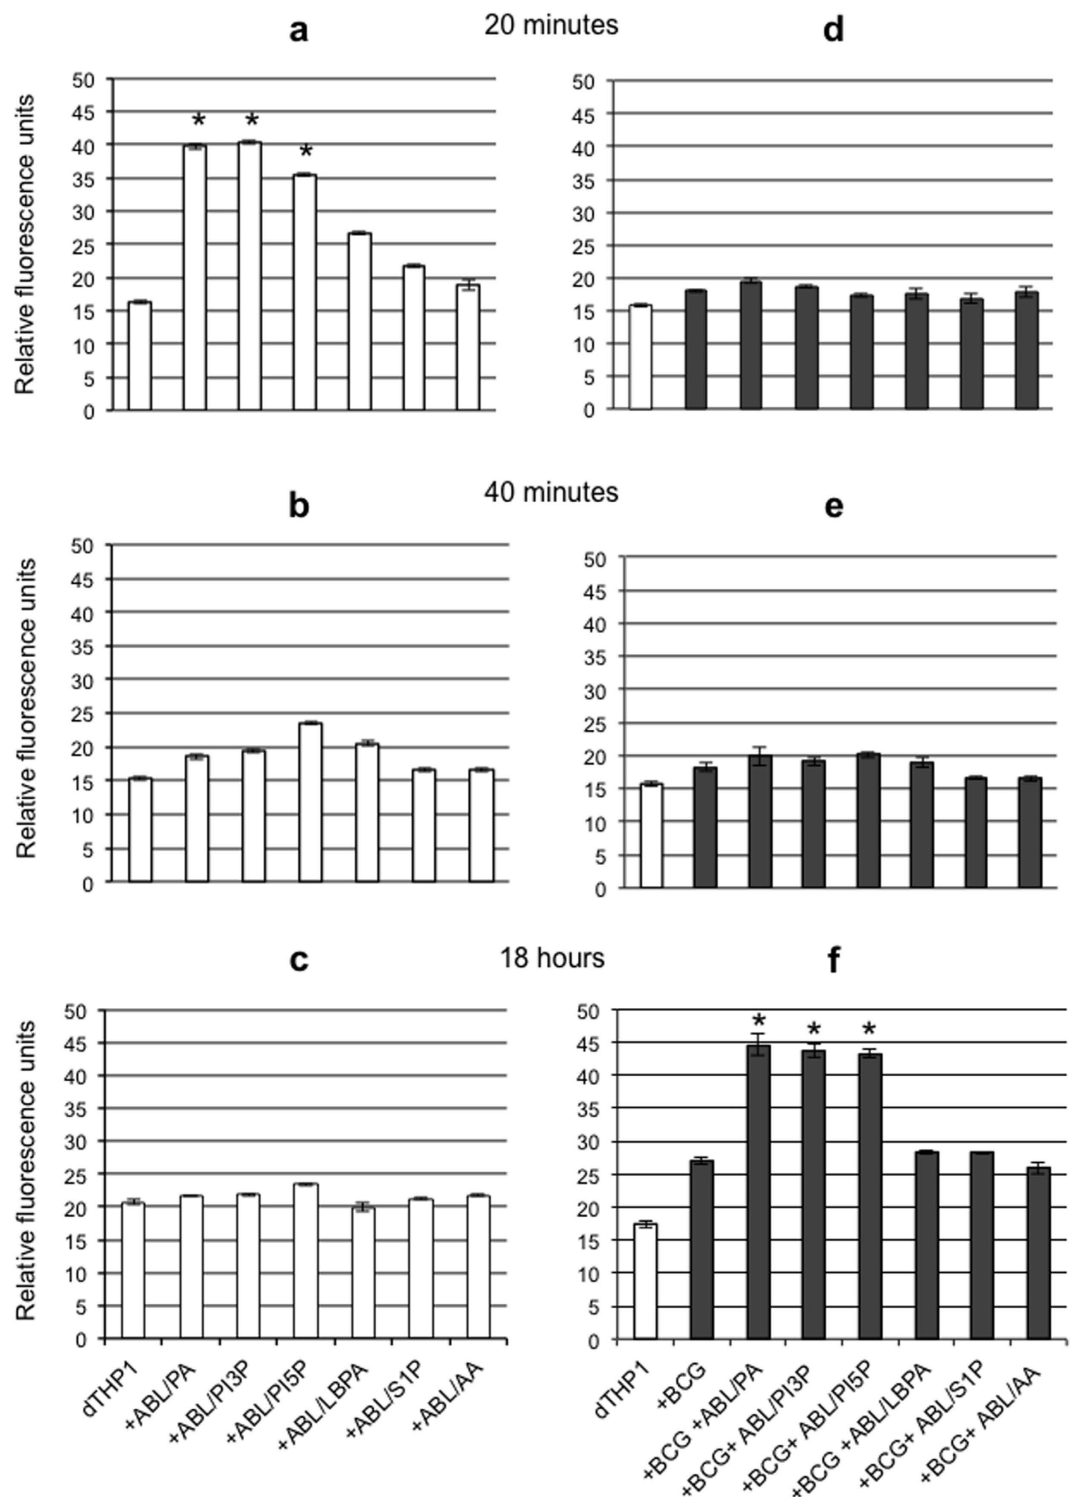 20 minutes
a
d
Relative fluorescence units
50
45
40
35
30
25
20
15
10
5
0
* * *
50
45
40
35
30
25
20
15
10
5
0
40 minutes
b
e
Relative fluorescence units
50
45
40
35
30
25
20
15
10
5
0
50
45
40
35
30
25
20
15
10
5
0
18 hours
c
f
Relative fluorescence units
50
45
40
35
30
25
20
15
10
5
0
dTHP1
+ABL/PA
+ABL/PI3P
+ABL/PI5P
+ABL/LBPA
+ABL/S1P
+ABL/AA
50
45
40
35
30
25
20
15
10
5
0
* * *
dTHP1
+BCG
+BCG +ABL/PA
+BCG+ ABL/PI3P
+BCG+ ABL/PI5P
+BCG +ABL/LBPA
+BCG+ ABL/S1P
+BCG+ ABL/AA